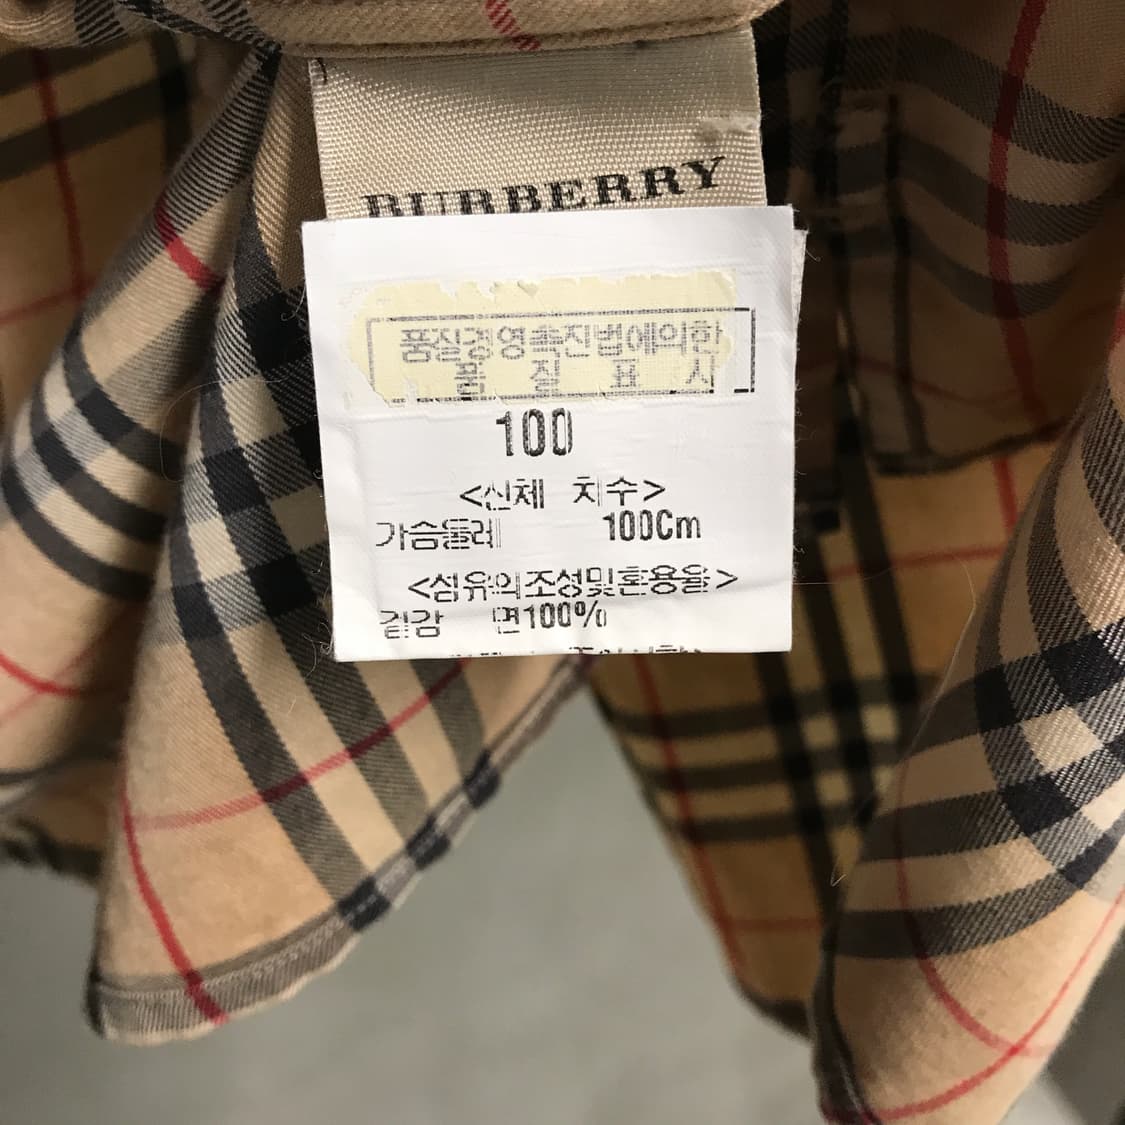 BURBERRY
품질경영촉진법에의한
품 질 표 시
100
<신체 치수>
가슴둘레 100Cm
<섬유의조성및혼용율>
겉감 면100%